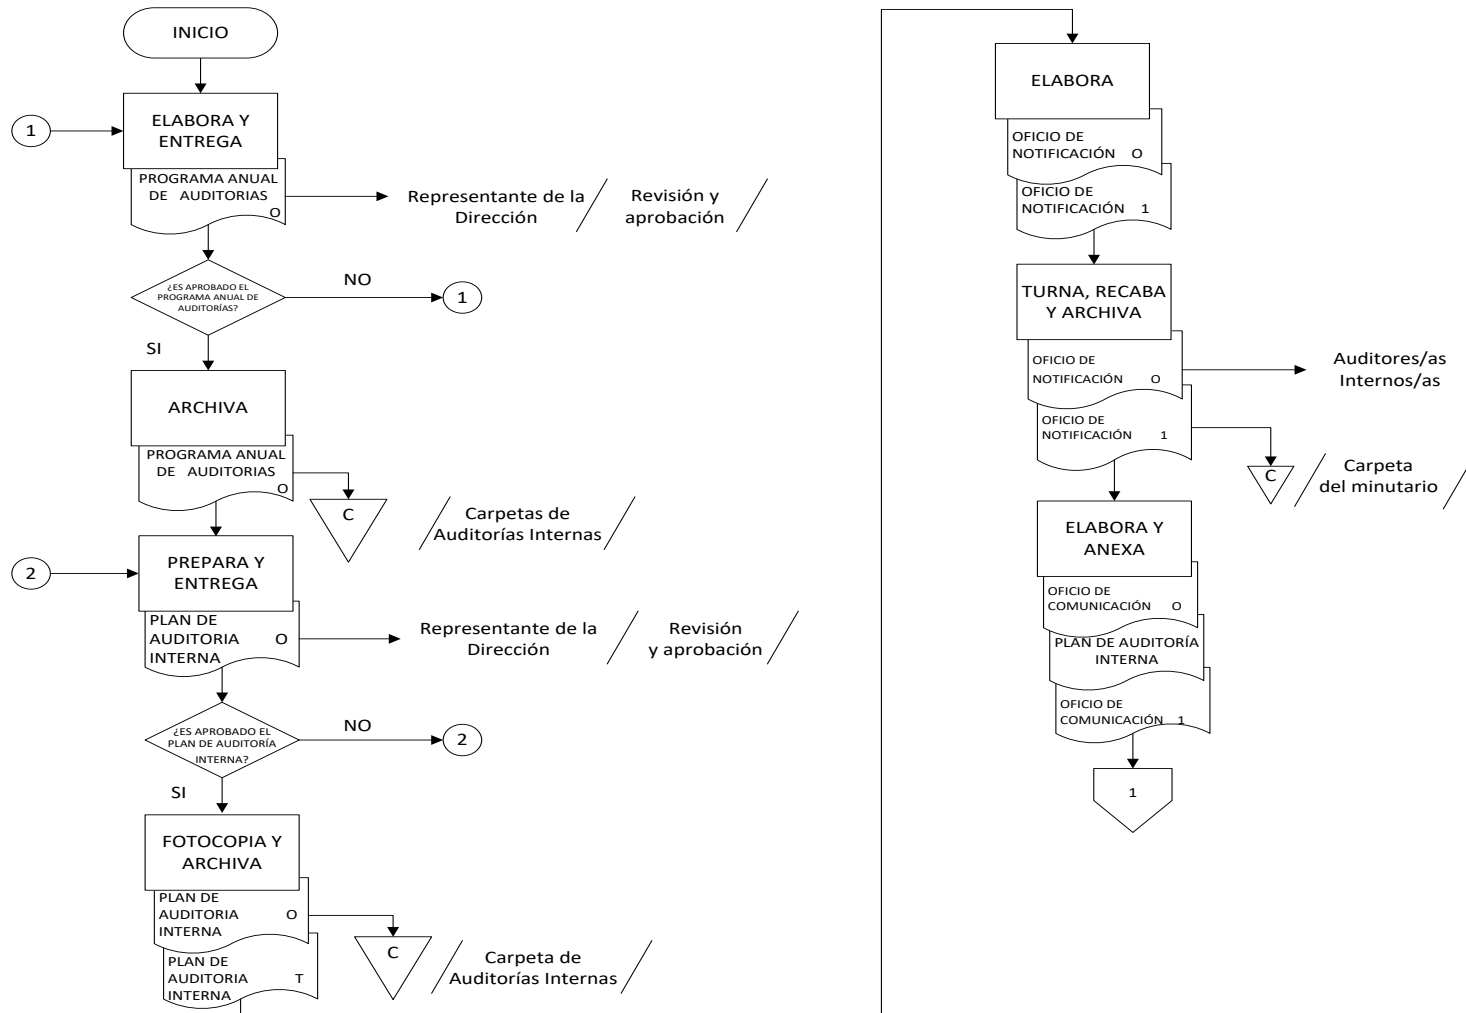 INICIO
1
ELABORA Y
ENTREGA
PROGRAMA ANUAL
DE AUDITORIAS
O
Representante de la
Dirección
Revisión y
aprobación
¿ES APROBADO EL
PROGRAMA ANUAL DE
AUDITORÍAS?
NO
1
SI
ARCHIVA
PROGRAMA ANUAL
DE AUDITORIAS
O
C
Carpetas de
Auditorías Internas
2
PREPARA Y
ENTREGA
PLAN DE
AUDITORIA O
INTERNA
Representante de la
Dirección
Revisión
y aprobación
¿ES APROBADO EL
PLAN DE AUDITORÍA
INTERNA?
NO
2
SI
FOTOCOPIA Y
ARCHIVA
PLAN DE
AUDITORIA O
INTERNA
PLAN DE
AUDITORIA T
INTERNA
C
Carpeta de
Auditorías Internas
ELABORA
OFICIO DE
NOTIFICACIÓN O
OFICIO DE
NOTIFICACIÓN 1
TURNA, RECABA
Y ARCHIVA
OFICIO DE
NOTIFICACIÓN O
OFICIO DE
NOTIFICACIÓN 1
Auditores/as
Internos/as
C
Carpeta
del minutario
ELABORA Y
ANEXA
OFICIO DE
COMUNICACIÓN O
PLAN DE AUDITORÍA
INTERNA
OFICIO DE
COMUNICACIÓN 1
1